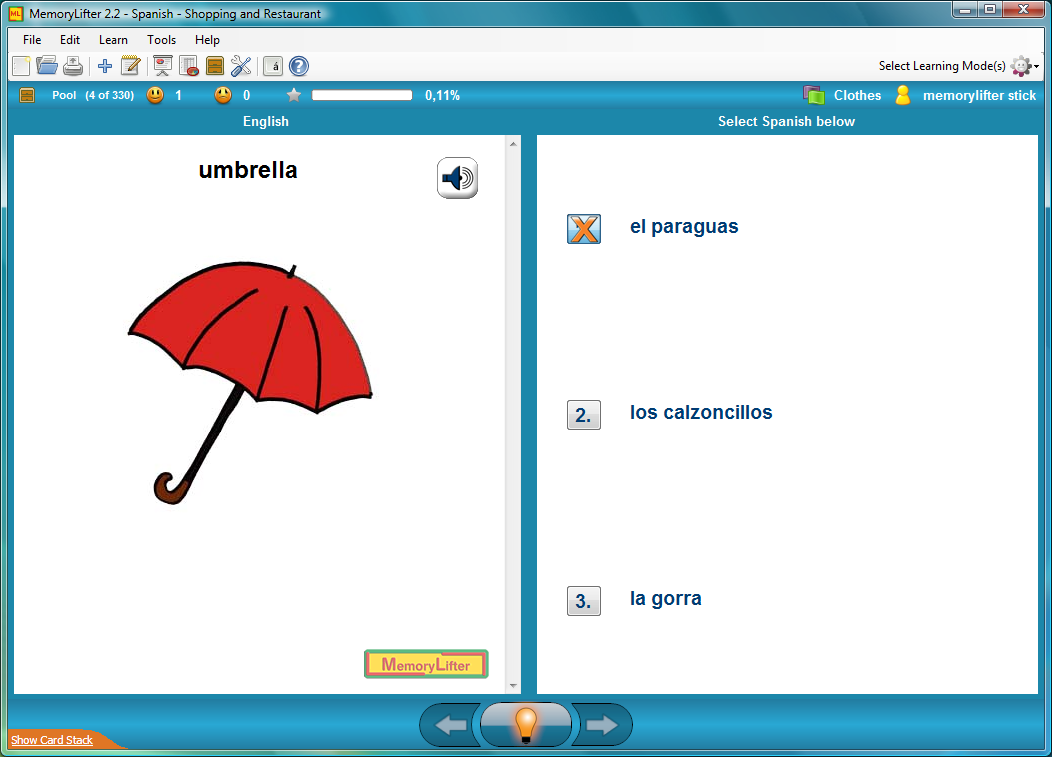 ML MemoryLifter 2.2 - Spanish - Shopping and Restaurant
File Edit Learn Tools Help
á ? Select Learning Mode(s)
Pool (4 of 330) 1 0 0,11% Clothes memorylifter stick
English
Select Spanish below
umbrella
X el paraguas
2. los calzoncillos
3. la gorra
MemoryLifter
Show Card Stack